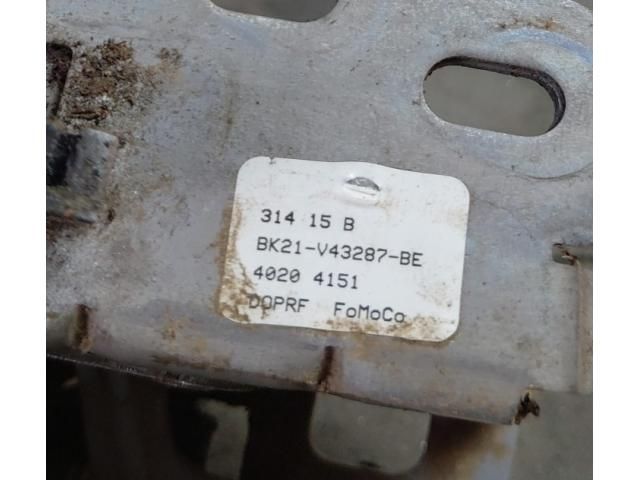 314 15 B
BK21-V43287-BE
4020 4151
DOPRF FoMoCo